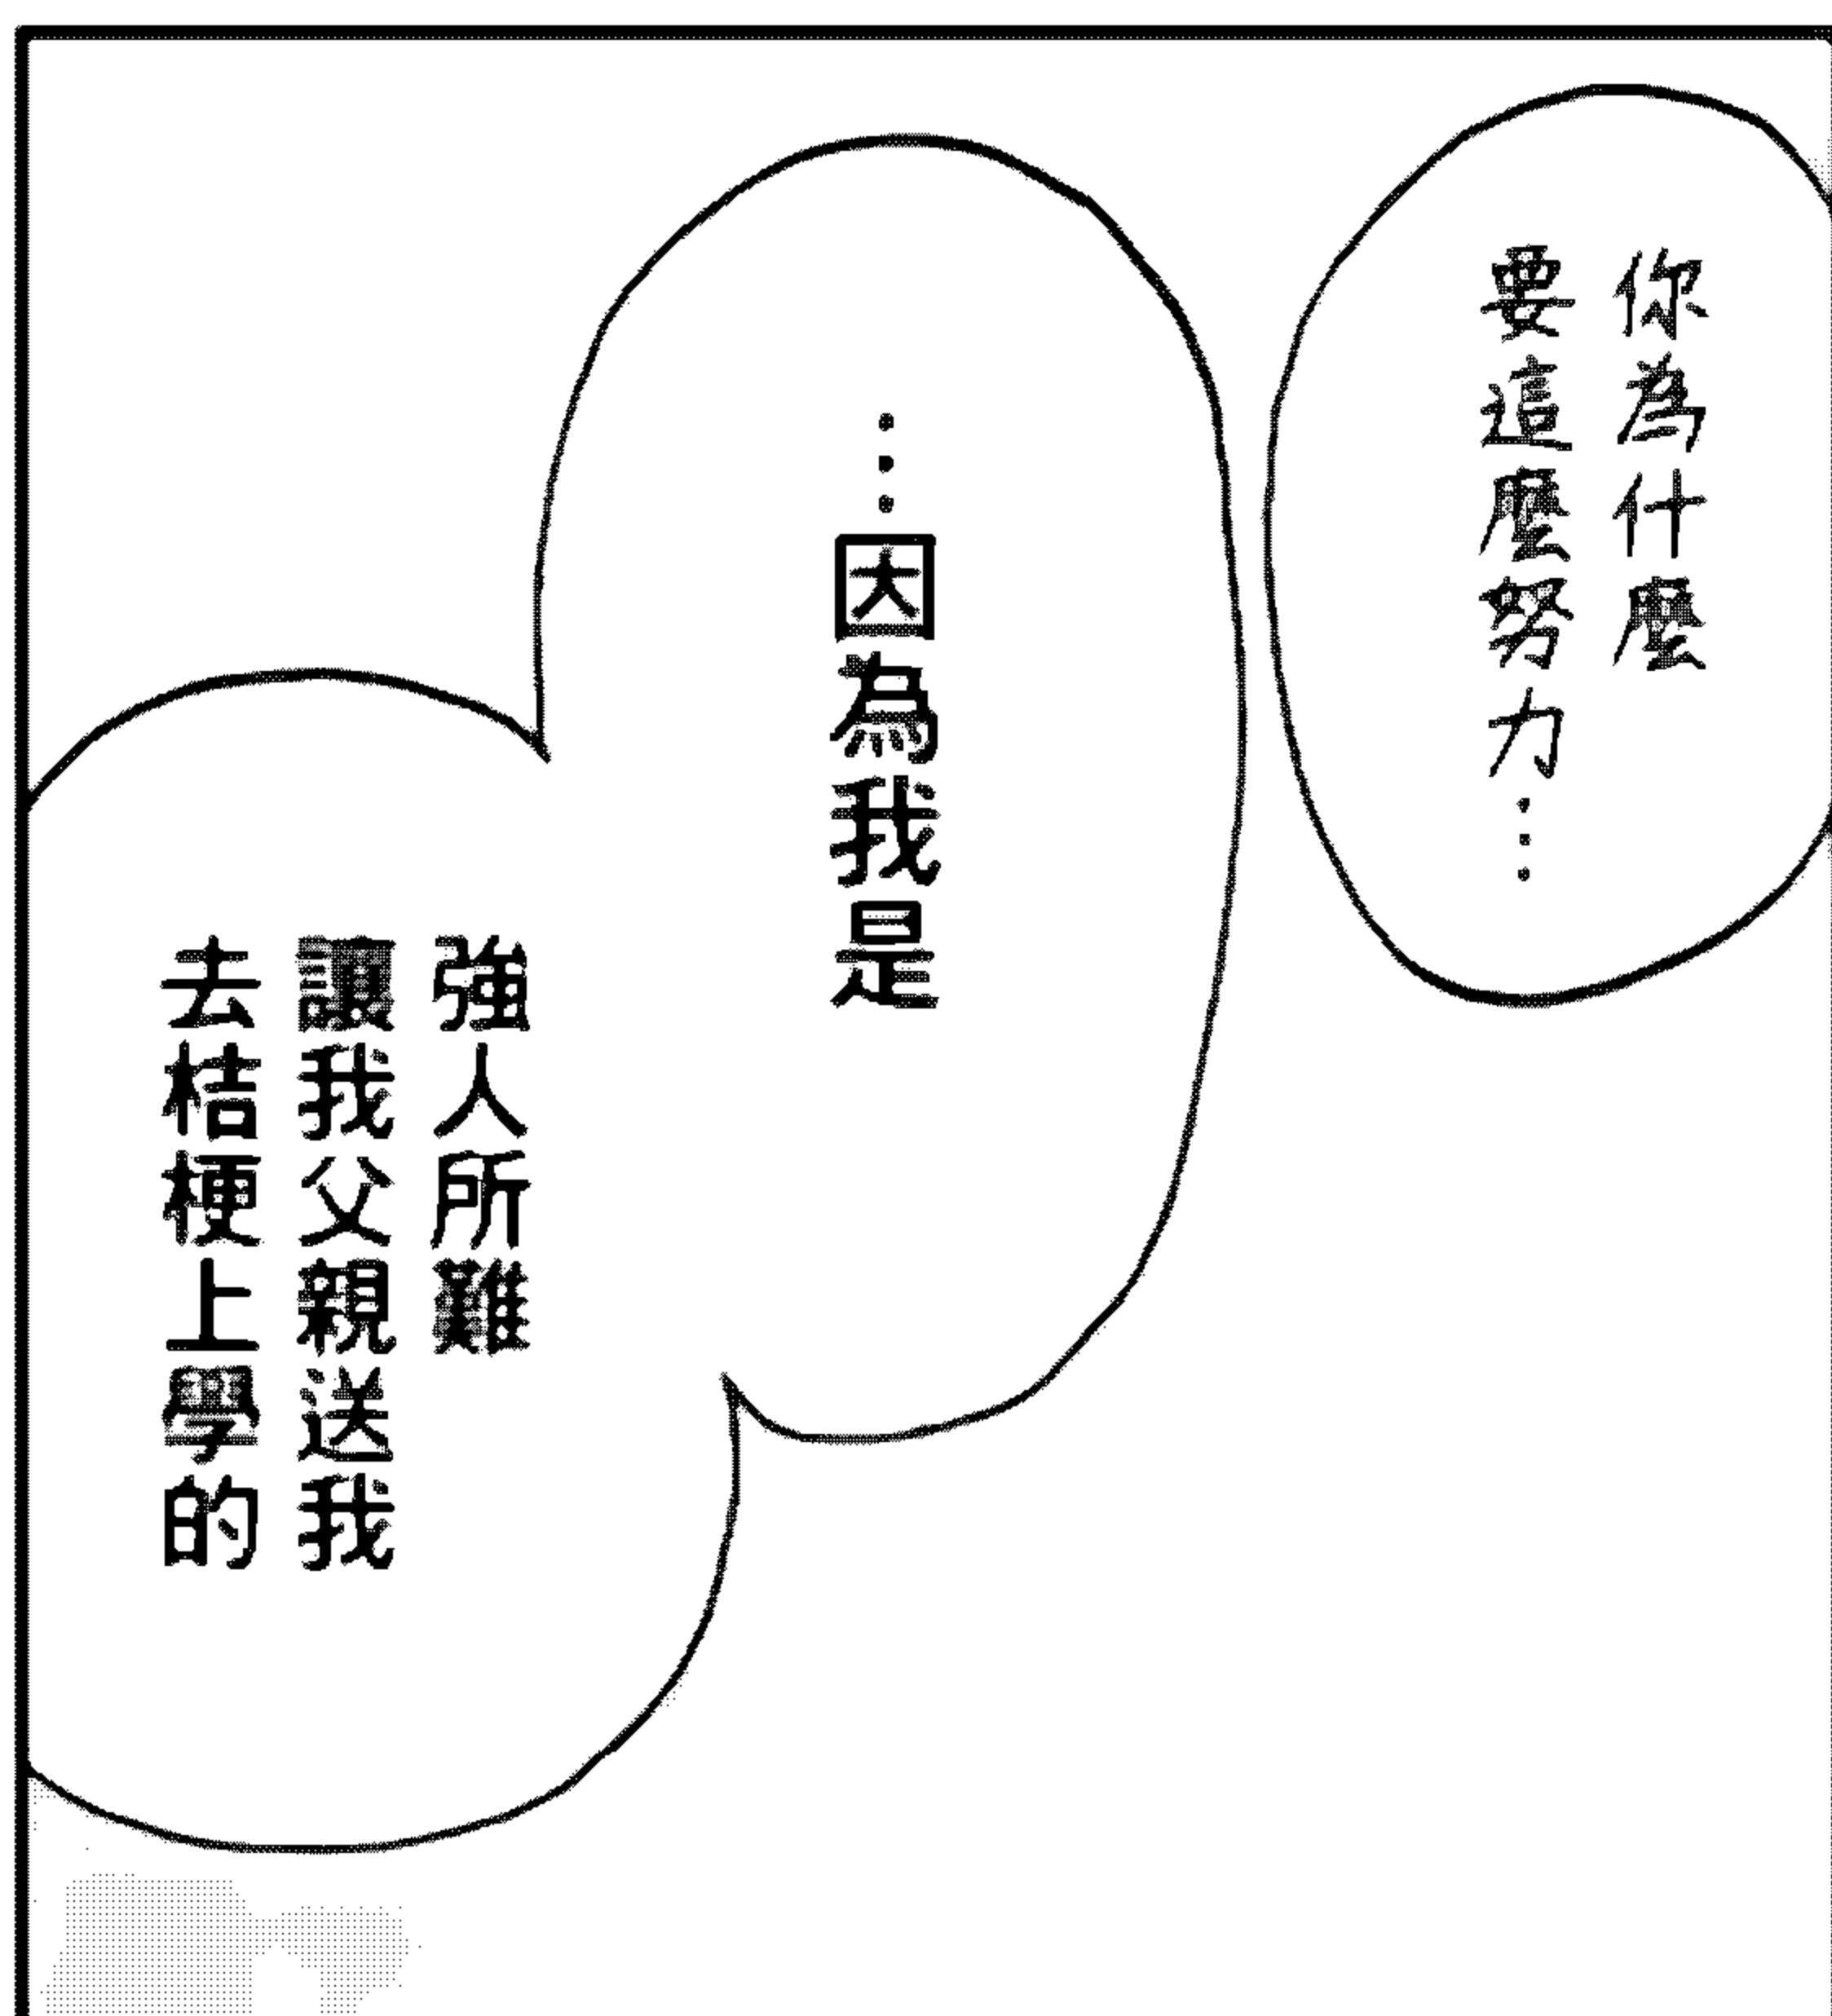 你為什麼
要這麼努力…
…因為我是
強人所難
讓我父親送我
去桔梗上學的